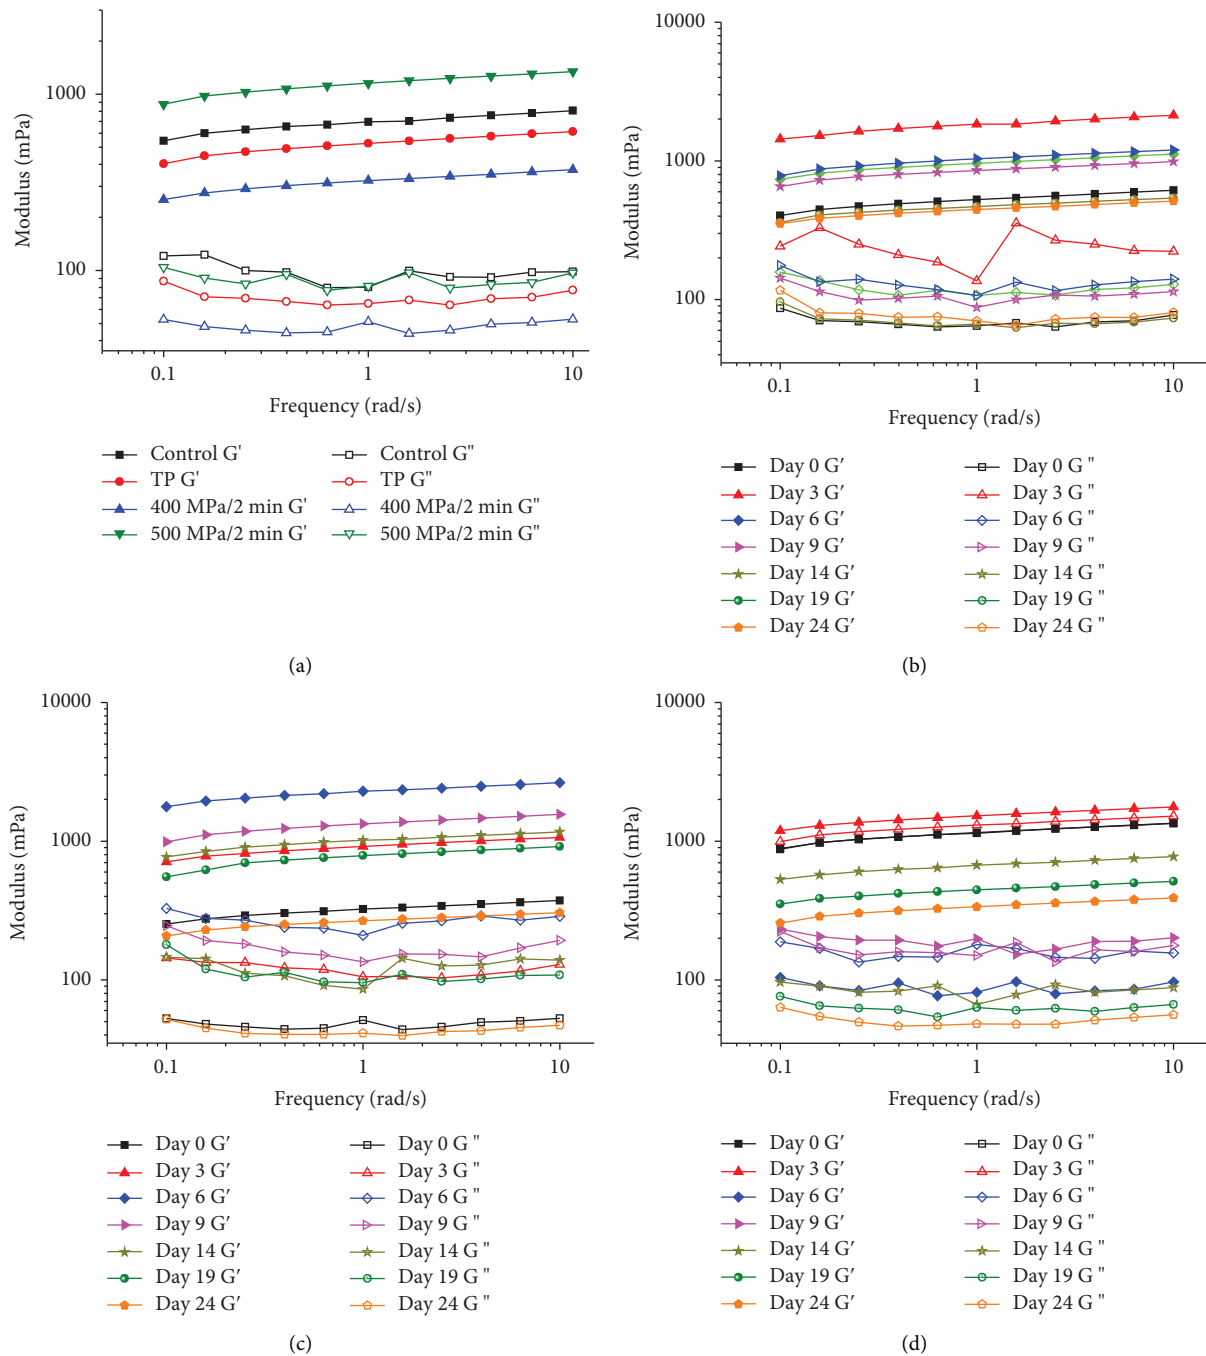 1000
100
Modulus (mPa)
0.1 1 10
Frequency (rad/s)
Control G' Control G"
TP G' TP G"
400 MPa/2 min G' 400 MPa/2 min G"
500 MPa/2 min G' 500 MPa/2 min G"
(a)
10000
1000
100
Modulus (mPa)
0.1 1 10
Frequency (rad/s)
Day 0 G′ Day 0 G "
Day 3 G′ Day 3 G "
Day 6 G′ Day 6 G "
Day 9 G′ Day 9 G "
Day 14 G′ Day 14 G "
Day 19 G′ Day 19 G "
Day 24 G′ Day 24 G "
(b)
10000
1000
100
Modulus (mPa)
0.1 1 10
Frequency (rad/s)
Day 0 G′ Day 0 G "
Day 3 G′ Day 3 G "
Day 6 G′ Day 6 G "
Day 9 G′ Day 9 G "
Day 14 G′ Day 14 G "
Day 19 G′ Day 19 G "
Day 24 G′ Day 24 G "
(c)
10000
1000
100
Modulus (mPa)
0.1 1 10
Frequency (rad/s)
Day 0 G′ Day 0 G "
Day 3 G′ Day 3 G "
Day 6 G′ Day 6 G "
Day 9 G′ Day 9 G "
Day 14 G′ Day 14 G "
Day 19 G′ Day 19 G "
Day 24 G′ Day 24 G "
(d)